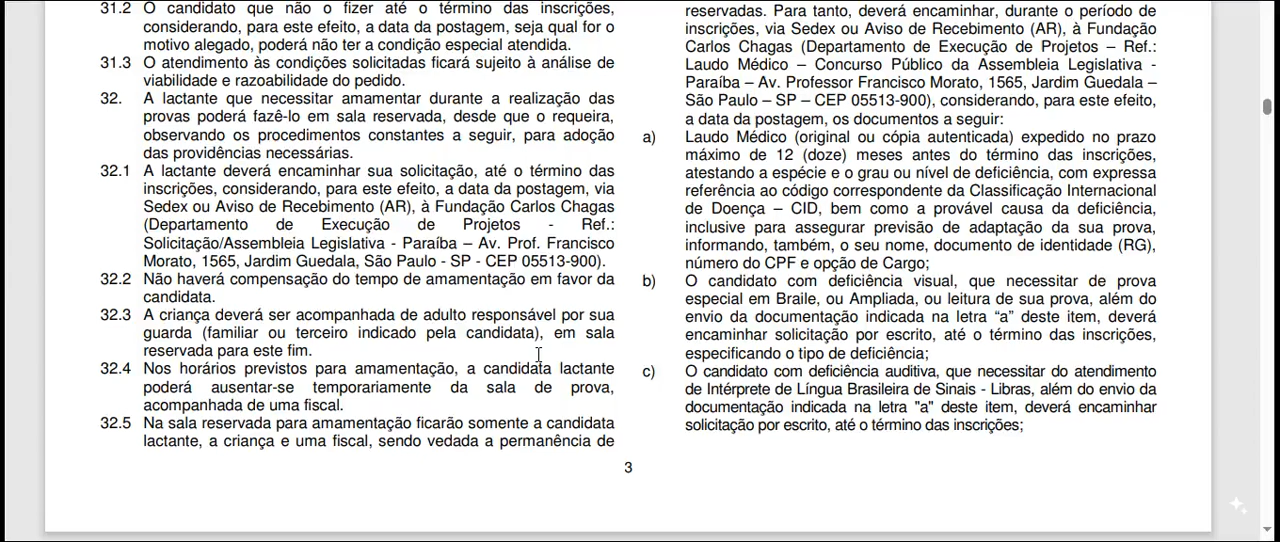 31.2 O candidato que não o fizer até o término das inscrições,
considerando, para este efeito, a data da postagem, seja qual for o
motivo alegado, poderá não ter a condição especial atendida.
31.3 O atendimento às condições solicitadas ficará sujeito à análise de
viabilidade e razoabilidade do pedido.
32. A lactante que necessitar amamentar durante a realização das
provas poderá fazê-lo em sala reservada, desde que o requeira,
observando os procedimentos constantes a seguir, para adoção
das providências necessárias.
32.1 A lactante deverá encaminhar sua solicitação, até o término das
inscrições, considerando, para este efeito, a data da postagem, via
Sedex ou Aviso de Recebimento (AR), à Fundação Carlos Chagas
(Departamento de Execução de Projetos - Ref.:
Solicitação/Assembleia Legislativa - Paraíba – Av. Prof. Francisco
Morato, 1565, Jardim Guedala, São Paulo - SP - CEP 05513-900).
32.2 Não haverá compensação do tempo de amamentação em favor da
candidata.
32.3 A criança deverá ser acompanhada de adulto responsável por sua
guarda (familiar ou terceiro indicado pela candidata), em sala
reservada para este fim.
32.4 Nos horários previstos para amamentação, a candidata lactante
poderá ausentar-se temporariamente da sala de prova,
acompanhada de uma fiscal.
32.5 Na sala reservada para amamentação ficarão somente a candidata
lactante, a criança e uma fiscal, sendo vedada a permanência de
reservadas. Para tanto, deverá encaminhar, durante o período de
inscrições, via Sedex ou Aviso de Recebimento (AR), à Fundação
Carlos Chagas (Departamento de Execução de Projetos – Ref.:
Laudo Médico – Concurso Público da Assembleia Legislativa -
Paraíba – Av. Professor Francisco Morato, 1565, Jardim Guedala –
São Paulo – SP – CEP 05513-900), considerando, para este efeito,
a data da postagem, os documentos a seguir:
a) Laudo Médico (original ou cópia autenticada) expedido no prazo
máximo de 12 (doze) meses antes do término das inscrições,
atestando a espécie e o grau ou nível de deficiência, com expressa
referência ao código correspondente da Classificação Internacional
de Doença – CID, bem como a provável causa da deficiência,
inclusive para assegurar previsão de adaptação da sua prova,
informando, também, o seu nome, documento de identidade (RG),
número do CPF e opção de Cargo;
b) O candidato com deficiência visual, que necessitar de prova
especial em Braile, ou Ampliada, ou leitura de sua prova, além do
envio da documentação indicada na letra “a” deste item, deverá
encaminhar solicitação por escrito, até o término das inscrições,
especificando o tipo de deficiência;
c) O candidato com deficiência auditiva, que necessitar do atendimento
de Intérprete de Língua Brasileira de Sinais - Libras, além do envio da
documentação indicada na letra "a" deste item, deverá encaminhar
solicitação por escrito, até o término das inscrições;
3